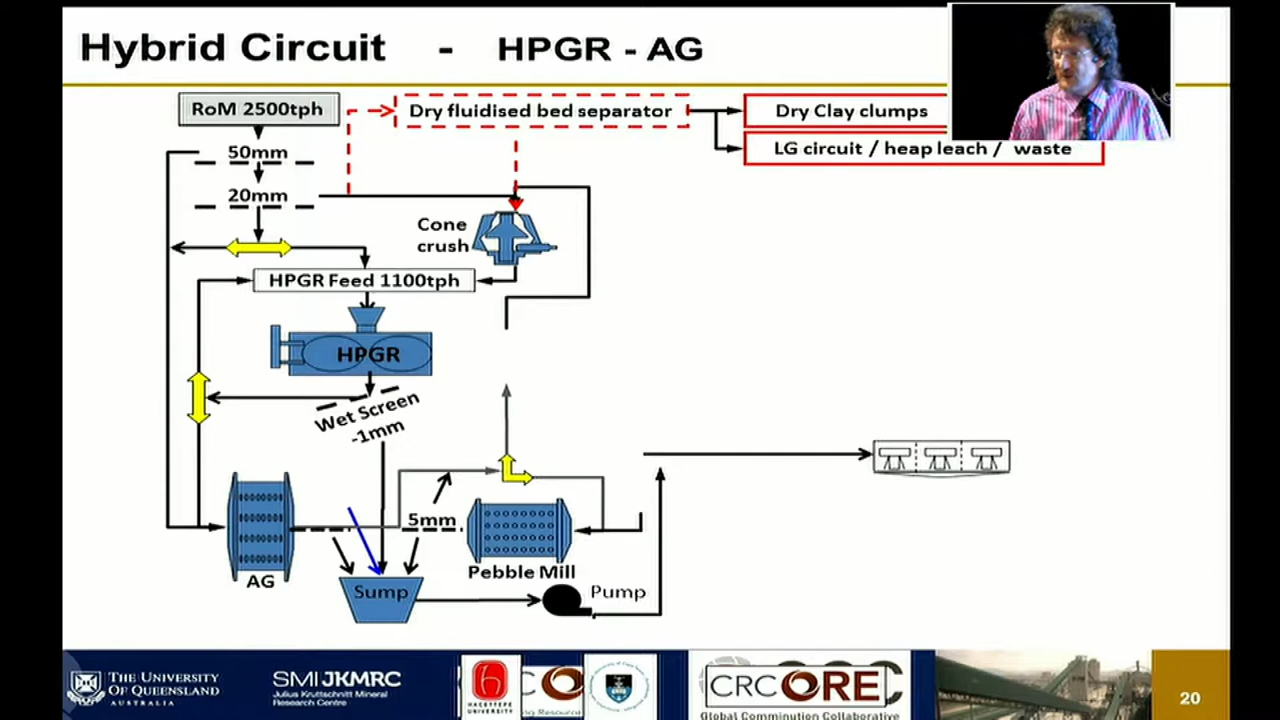 Hybrid Circuit - HPGR - AG
RoM 2500tph
Dry fluidised bed separator
Dry Clay clumps
50mm
LG circuit / heap leach / waste
20mm
Cone
crush
HPGR Feed 1100tph
HPGR
Wet Screen
-1mm
5mm
AG
Pebble Mill
Sump
Pump
THE UNIVERSITY
OF QUEENSLAND
AUSTRALIA
SMI JKMRC
Julius Kruttschnitt Mineral
Research Centre
HACETTEPE
UNIVERSITY
CRC ORE
Global Comminution Collaborative
20